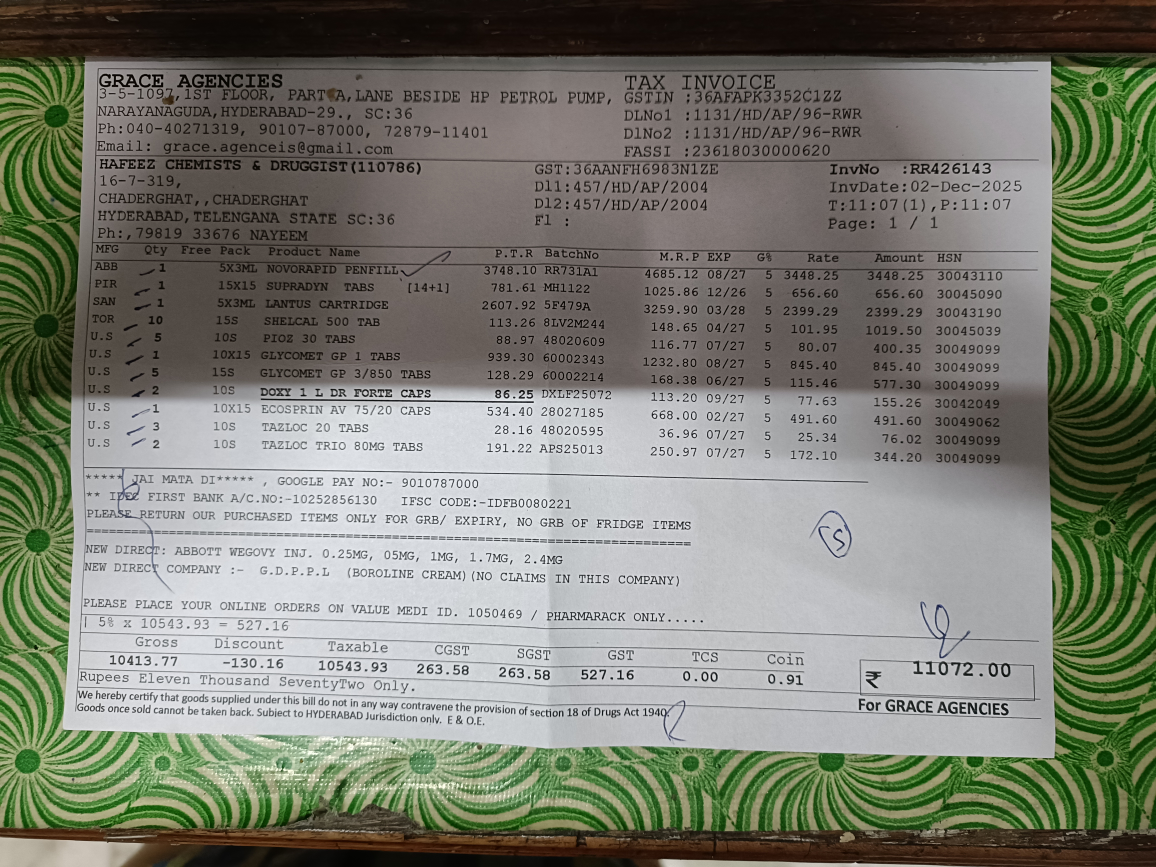 GRACE AGENCIES TAX INVOICE
3-5-1097,1ST FLOOR, PART A,LANE BESIDE HP PETROL PUMP, GSTIN :36AFAPK3352C1ZZ
NARAYANAGUDA,HYDERABAD-29., SC:36 DLNo1 :1131/HD/AP/96-RWR
Ph:040-40271319, 90107-87000, 72879-11401 DlNo2 :1131/HD/AP/96-RWR
Email: grace.agenceis@gmail.com FASSI :23618030000620
HAFEEZ CHEMISTS & DRUGGIST(110786) GST:36AANFH6983N1ZE InvNo :RR426143
16-7-319, Dl1:457/HD/AP/2004 InvDate:02-Dec-2025
CHADERGHAT,,CHADERGHAT Dl2:457/HD/AP/2004 T:11:07(1),P:11:07
HYDERABAD,TELENGANA STATE SC:36 Fl : Page: 1 / 1
Ph:,79819 33676 NAYEEM
MFG Qty Free Pack Product Name P.T.R BatchNo M.R.P EXP G% Rate Amount HSN
ABB 1 5X3ML NOVORAPID PENFILL 3748.10 RR731A1 4685.12 08/27 5 3448.25 3448.25 30043110
PIR 1 15X15 SUPRADYN TABS [14+1] 781.61 MH1122 1025.86 12/26 5 656.60 656.60 30045090
SAN 1 5X3ML LANTUS CARTRIDGE 2607.92 5F479A 3259.90 03/28 5 2399.29 2399.29 30043190
TOR 10 15S SHELCAL 500 TAB 113.26 8LV2M244 148.65 04/27 5 101.95 1019.50 30045039
U.S 5 10S PIOZ 30 TABS 88.97 48020609 116.77 07/27 5 80.07 400.35 30049099
U.S 1 10X15 GLYCOMET GP 1 TABS 939.30 60002343 1232.80 08/27 5 845.40 845.40 30049099
U.S 5 15S GLYCOMET GP 3/850 TABS 128.29 60002214 168.38 06/27 5 115.46 577.30 30049099
U.S 2 10S DOXY 1 L DR FORTE CAPS 86.25 DXLF25072 113.20 09/27 5 77.63 155.26 30042049
U.S 1 10X15 ECOSPRIN AV 75/20 CAPS 534.40 28027185 668.00 02/27 5 491.60 491.60 30049062
U.S 3 10S TAZLOC 20 TABS 28.16 48020595 36.96 07/27 5 25.34 76.02 30049099
U.S 2 10S TAZLOC TRIO 80MG TABS 191.22 APS25013 250.97 07/27 5 172.10 344.20 30049099
***** JAI MATA DI***** , GOOGLE PAY NO:- 9010787000
** IDFC FIRST BANK A/C.NO:-10252856130 IFSC CODE:-IDFB0080221
PLEASE RETURN OUR PURCHASED ITEMS ONLY FOR GRB/ EXPIRY, NO GRB OF FRIDGE ITEMS
NEW DIRECT: ABBOTT WEGOVY INJ. 0.25MG, 05MG, 1MG, 1.7MG, 2.4MG
NEW DIRECT COMPANY :- G.D.P.P.L (BOROLINE CREAM)(NO CLAIMS IN THIS COMPANY)
PLEASE PLACE YOUR ONLINE ORDERS ON VALUE MEDI ID. 1050469 / PHARMARACK ONLY.....
| 5% x 10543.93 = 527.16
Gross Discount Taxable CGST SGST GST TCS Coin
10413.77 -130.16 10543.93 263.58 263.58 527.16 0.00 0.91 ₹ 11072.00
Rupees Eleven Thousand SeventyTwo Only.
We hereby certify that goods supplied under this bill do not in any way contravene the provision of section 18 of Drugs Act 1940 For GRACE AGENCIES
Goods once sold cannot be taken back. Subject to HYDERABAD Jurisdiction only. E & O.E.